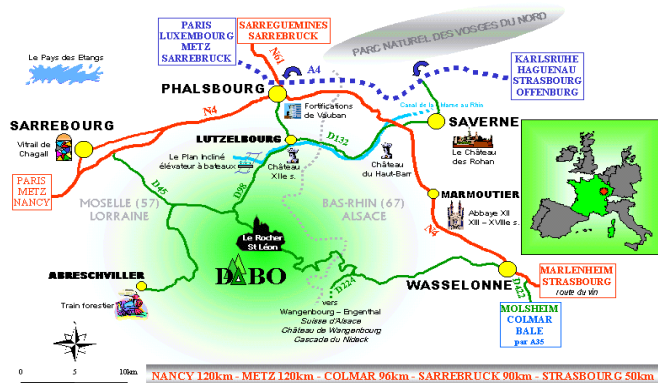 PARIS
LUXEMBOURG
METZ
SARREBRUCK
SARREGUEMINES
SARREBRUCK
N61
PARC NATUREL DES VOSGES DU NORD
Le Pays des Etangs
A4
KARLSRUHE
HAGUENAU
STRASBOURG
OFFENBURG
PHALSBOURG
N4
Fortifications
de Vauban
Canal de la Marne au Rhin
SARREBOURG
Vitrail de
Chagall
LUTZELBOURG
D132
SAVERNE
Le Château
des Rohan
Le Plan Incliné
élévateur à bateaux
Château
XIIe s.
Château
du Haut-Barr
PARIS
METZ
NANCY
D45
D98
MOSELLE (57)
LORRAINE
BAS-RHIN (67)
ALSACE
MARMOUTIER
Abbaye XII
XIII – XVIIIe s.
N4
Le Rocher
St Léon
DABO
ABRESCHVILLER
Train forestier
D224
WASSELONNE
D422
MARLENHEIM
STRASBOURG
route du Vin
vers
Wangenbourg – Engenthal
Suisse d'Alsace
Château de Wangenbourg
Cascade du Nideck
MOLSHEIM
COLMAR
BALE
par A35
0 5 10km
NANCY 120km - METZ 120km - COLMAR 96km - SARREBRUCK 90km - STRASBOURG 50km